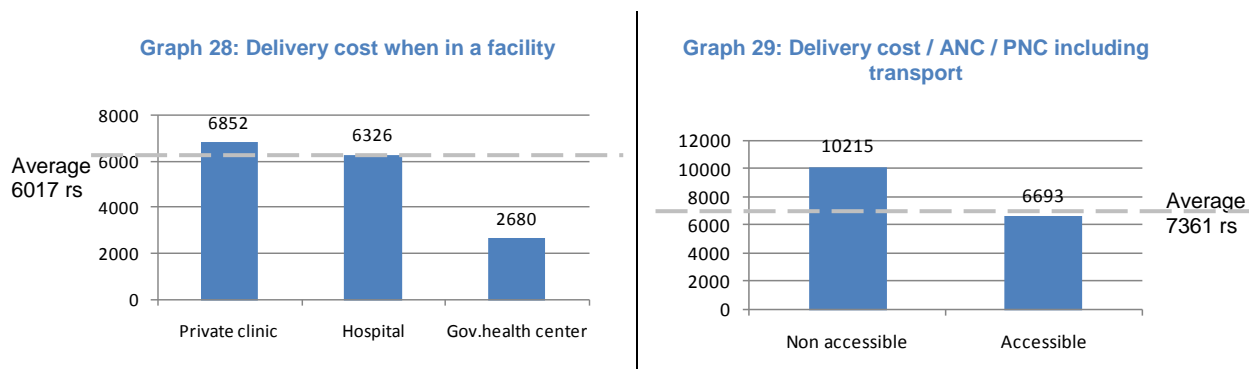 Graph 28: Delivery cost when in a facility
8000
6852
6326
6000
Average
6017 rs
4000
2680
2000
0
Private clinic
Hospital
Gov.health center
Graph 29: Delivery cost / ANC / PNC including
transport
12000
10215
10000
8000
6693
Average
7361 rs
6000
4000
2000
0
Non accessible
Accessible